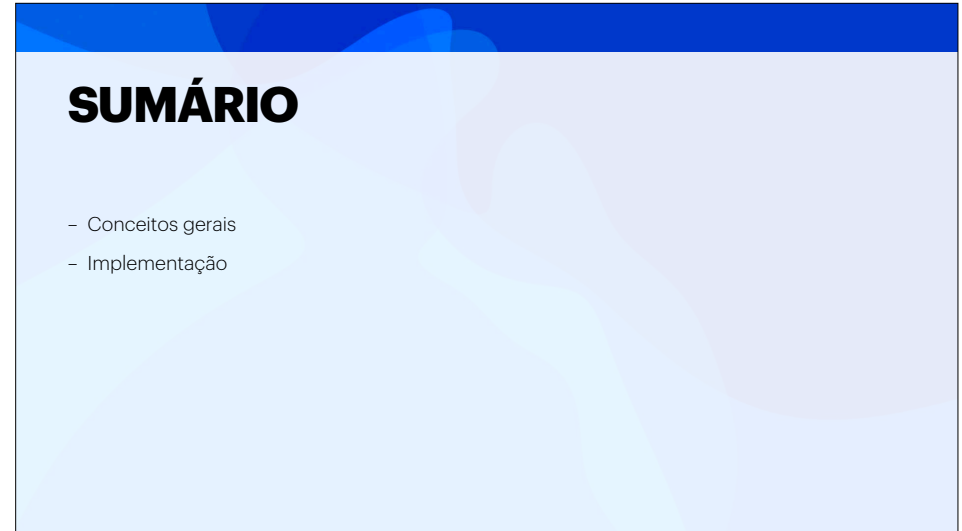 SUMÁRIO
– Conceitos gerais
– Implementação